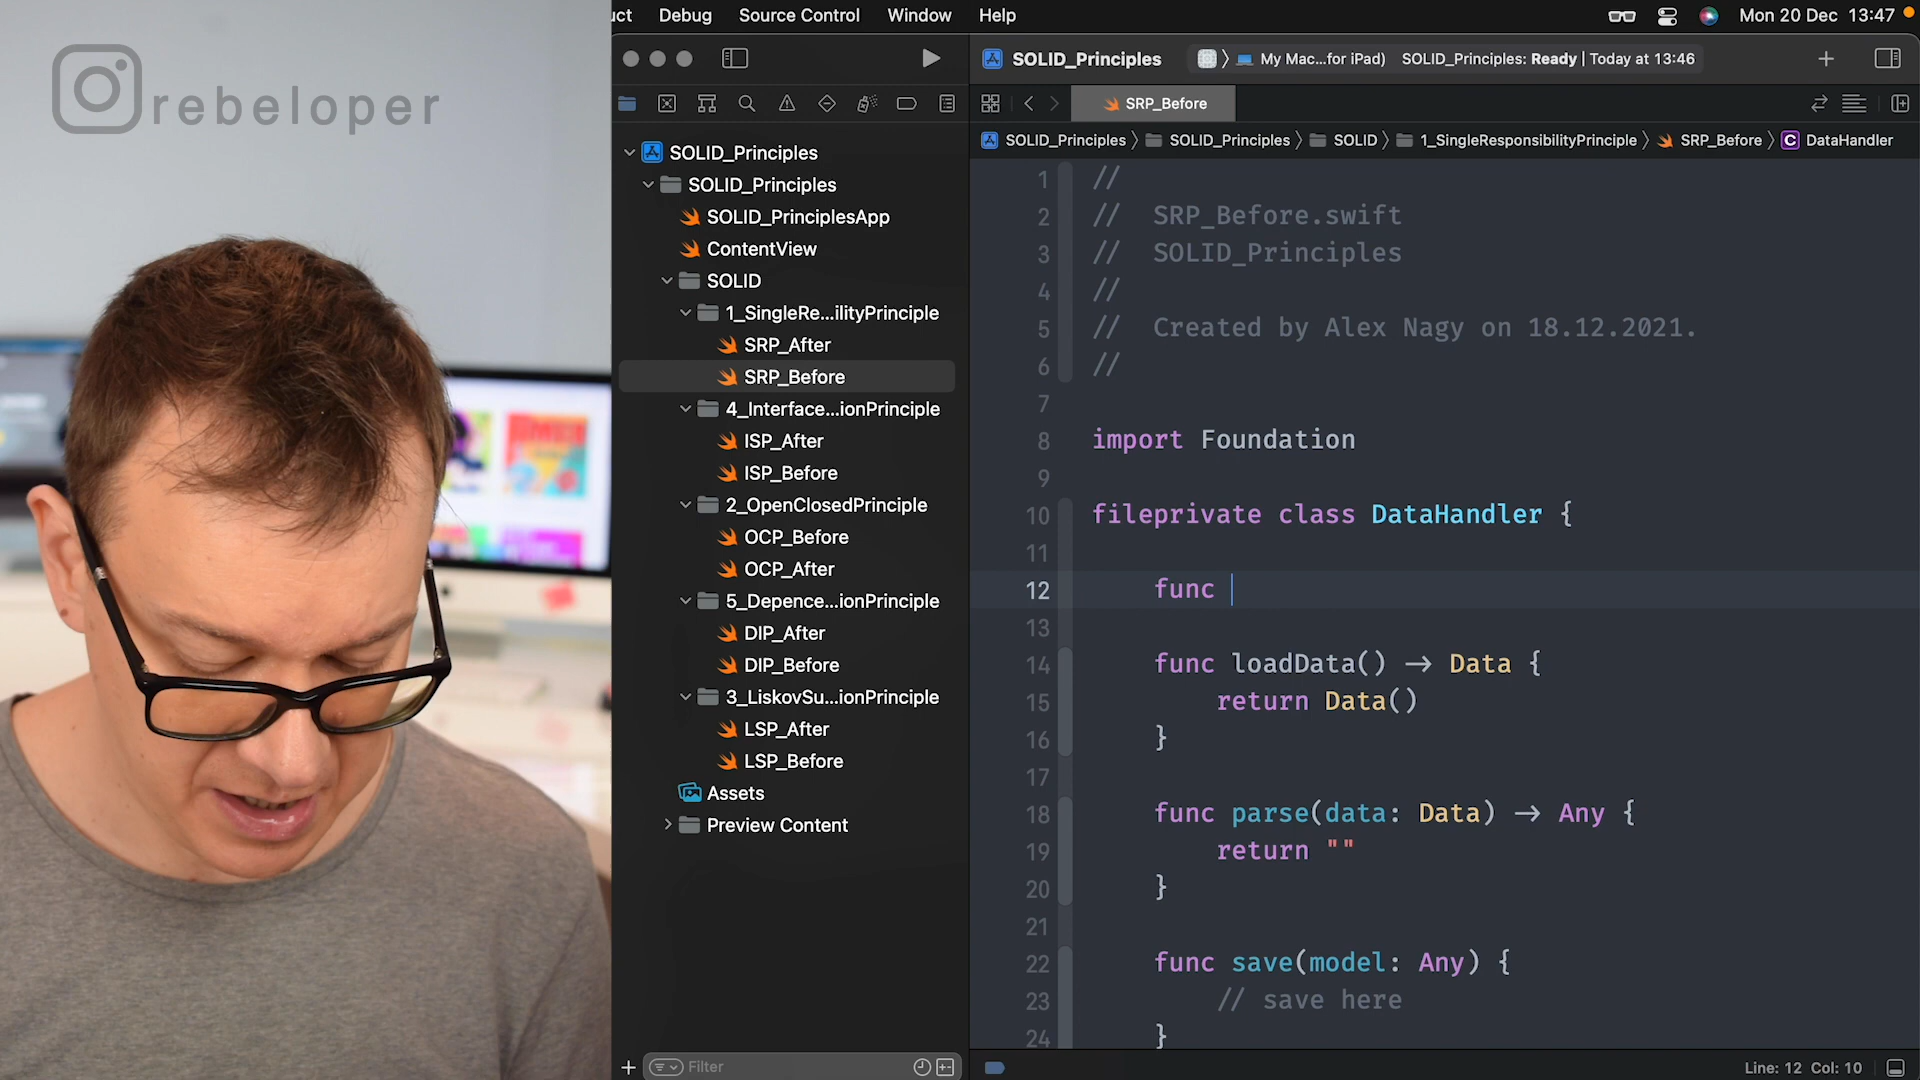 rebeloper
uct Debug Source Control Window Help Mon 20 Dec 13:47
SOLID_Principles My Mac...for iPad) SOLID_Principles: Ready | Today at 13:46
SRP_Before
SOLID_Principles SOLID_Principles SOLID 1_SingleResponsibilityPrinciple SRP_Before C DataHandler
SOLID_Principles
SOLID_Principles
SOLID_PrinciplesApp
ContentView
SOLID
1_SingleRe...ilityPrinciple
SRP_After
SRP_Before
4_Interface...ionPrinciple
ISP_After
ISP_Before
2_OpenClosedPrinciple
OCP_Before
OCP_After
5_Depence...ionPrinciple
DIP_After
DIP_Before
3_LiskovSu...ionPrinciple
LSP_After
LSP_Before
Assets
Preview Content
Filter
1 //
2 // SRP_Before.swift
3 // SOLID_Principles
4 //
5 // Created by Alex Nagy on 18.12.2021.
6 //
7
8 import Foundation
9
10 fileprivate class DataHandler {
11
12 func
13
14 func loadData() -> Data {
15 return Data()
16 }
17
18 func parse(data: Data) -> Any {
19 return ""
20 }
21
22 func save(model: Any) {
23 // save here
24 }
Line: 12 Col: 10